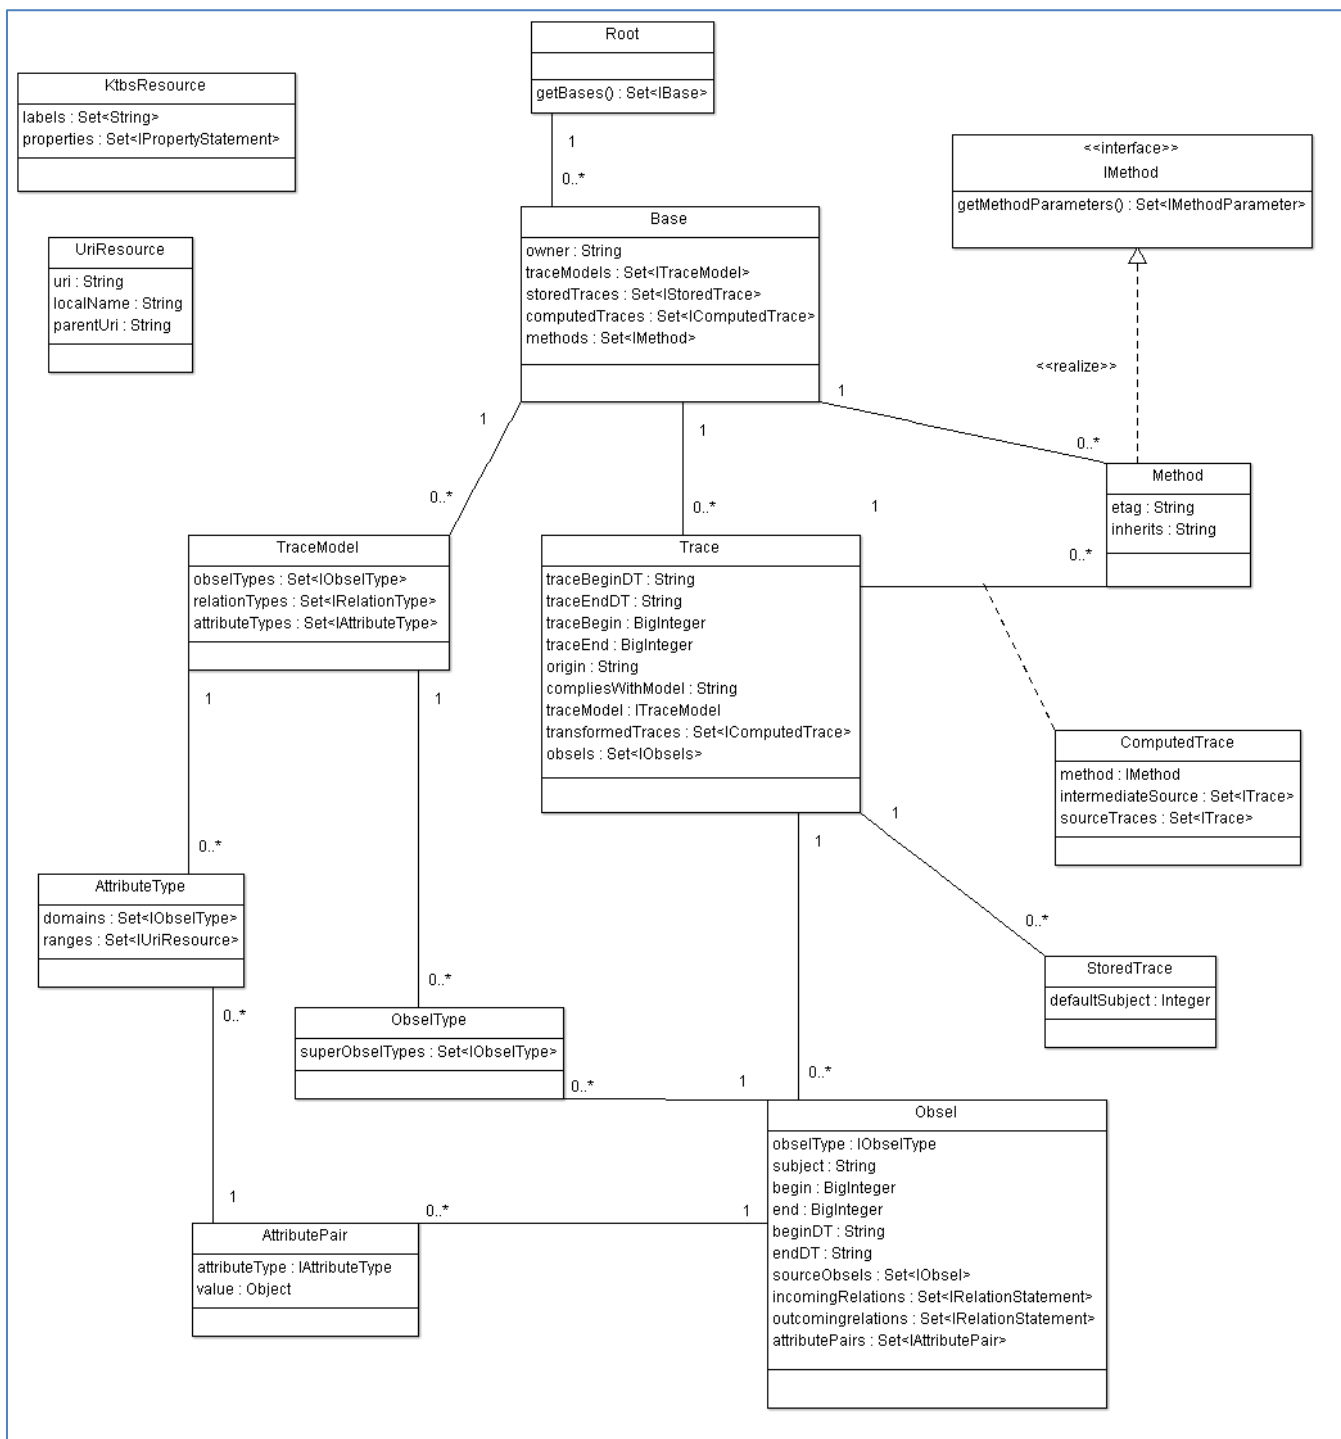 Root
getBases() : Set<IBase>
KtbsResource
labels : Set<String>
properties : Set<IPropertyStatement>
1
0..*
<<interface>>
IMethod
getMethodParameters() : Set<IMethodParameter>
UriResource
uri : String
localName : String
parentUri : String
Base
owner : String
traceModels : Set<ITraceModel>
storedTraces : Set<IStoredTrace>
computedTraces : Set<IComputedTrace>
methods : Set<IMethod>
<<realize>>
1
1
1
0..*
0..*
0..*
Method
etag : String
inherits : String
1
0..*
TraceModel
obselTypes : Set<IObselType>
relationTypes : Set<IRelationType>
attributeTypes : Set<IAttributeType>
Trace
traceBeginDT : String
traceEndDT : String
traceBegin : BigInteger
traceEnd : BigInteger
origin : String
compliesWithModel : String
traceModel : ITraceModel
transformedTraces : Set<IComputedTrace>
obsels : Set<IObsels>
1
1
ComputedTrace
method : IMethod
intermediateSource : Set<ITrace>
sourceTraces : Set<ITrace>
1
1
0..*
AttributeType
domains : Set<IObselType>
ranges : Set<IUriResource>
0..*
StoredTrace
defaultSubject : Integer
0..*
0..*
ObselType
superObselTypes : Set<IObselType>
0..*
1
0..*
Obsel
obselType : IObselType
subject : String
begin : BigInteger
end : BigInteger
beginDT : String
endDT : String
sourceObsels : Set<IObsel>
incomingRelations : Set<IRelationStatement>
outcomingrelations : Set<IRelationStatement>
attributePairs : Set<IAttributePair>
1
0..*
1
AttributePair
attributeType : IAttributeType
value : Object